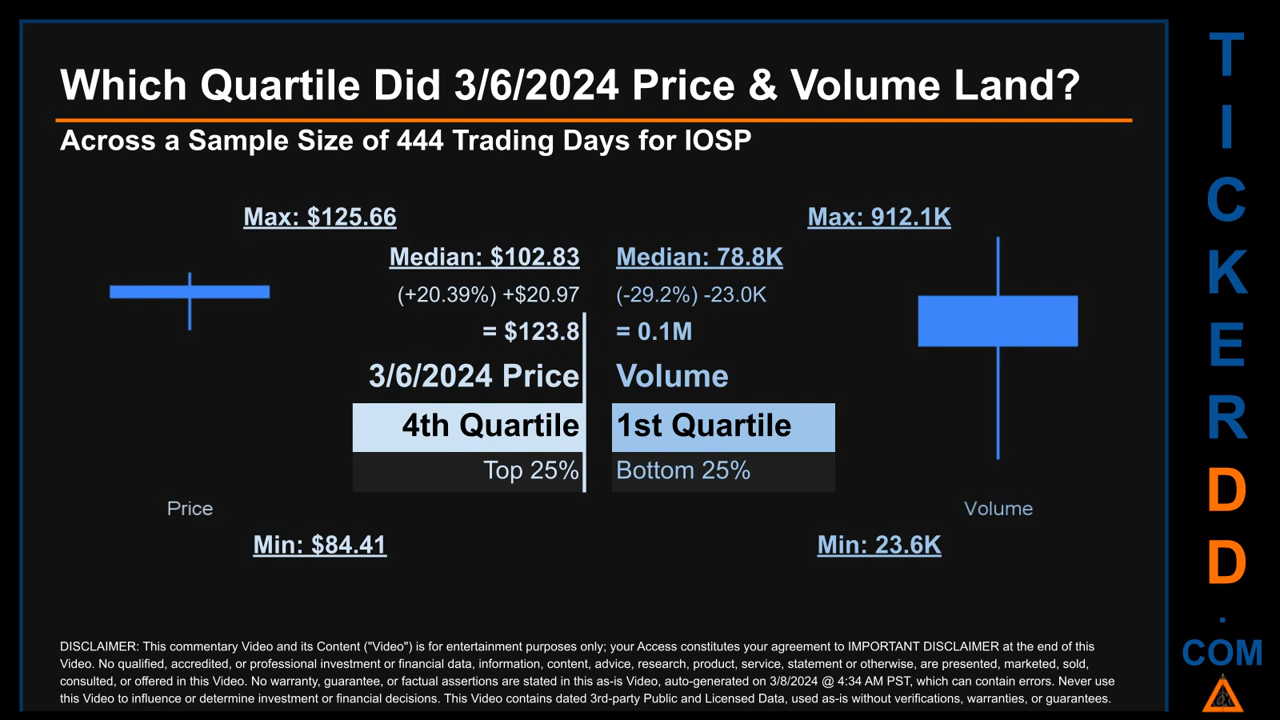 Which Quartile Did 3/6/2024 Price & Volume Land?
Across a Sample Size of 444 Trading Days for IOSP
Max: $125.66
Median: $102.83
(+20.39%) +$20.97
= $123.8
3/6/2024 Price
4th Quartile
Top 25%
Price
Min: $84.41
Max: 912.1K
Median: 78.8K
(-29.2%) -23.0K
= 0.1M
Volume
1st Quartile
Bottom 25%
Volume
Min: 23.6K
DISCLAIMER: This commentary Video and its Content ("Video") is for entertainment purposes only; your Access constitutes your agreement to IMPORTANT DISCLAIMER at the end of this
Video. No qualified, accredited, or professional investment or financial data, information, content, advice, research, product, service, statement or otherwise, are presented, marketed, sold,
consulted, or offered in this Video. No warranty, guarantee, or factual assertions are stated in this as-is Video, auto-generated on 3/8/2024 @ 4:34 AM PST, which can contain errors. Never use
this Video to influence or determine investment or financial decisions. This Video contains dated 3rd-party Public and Licensed Data, used as-is without verifications, warranties, or guarantees.
T
I
C
K
E
R
D
D
.
COM